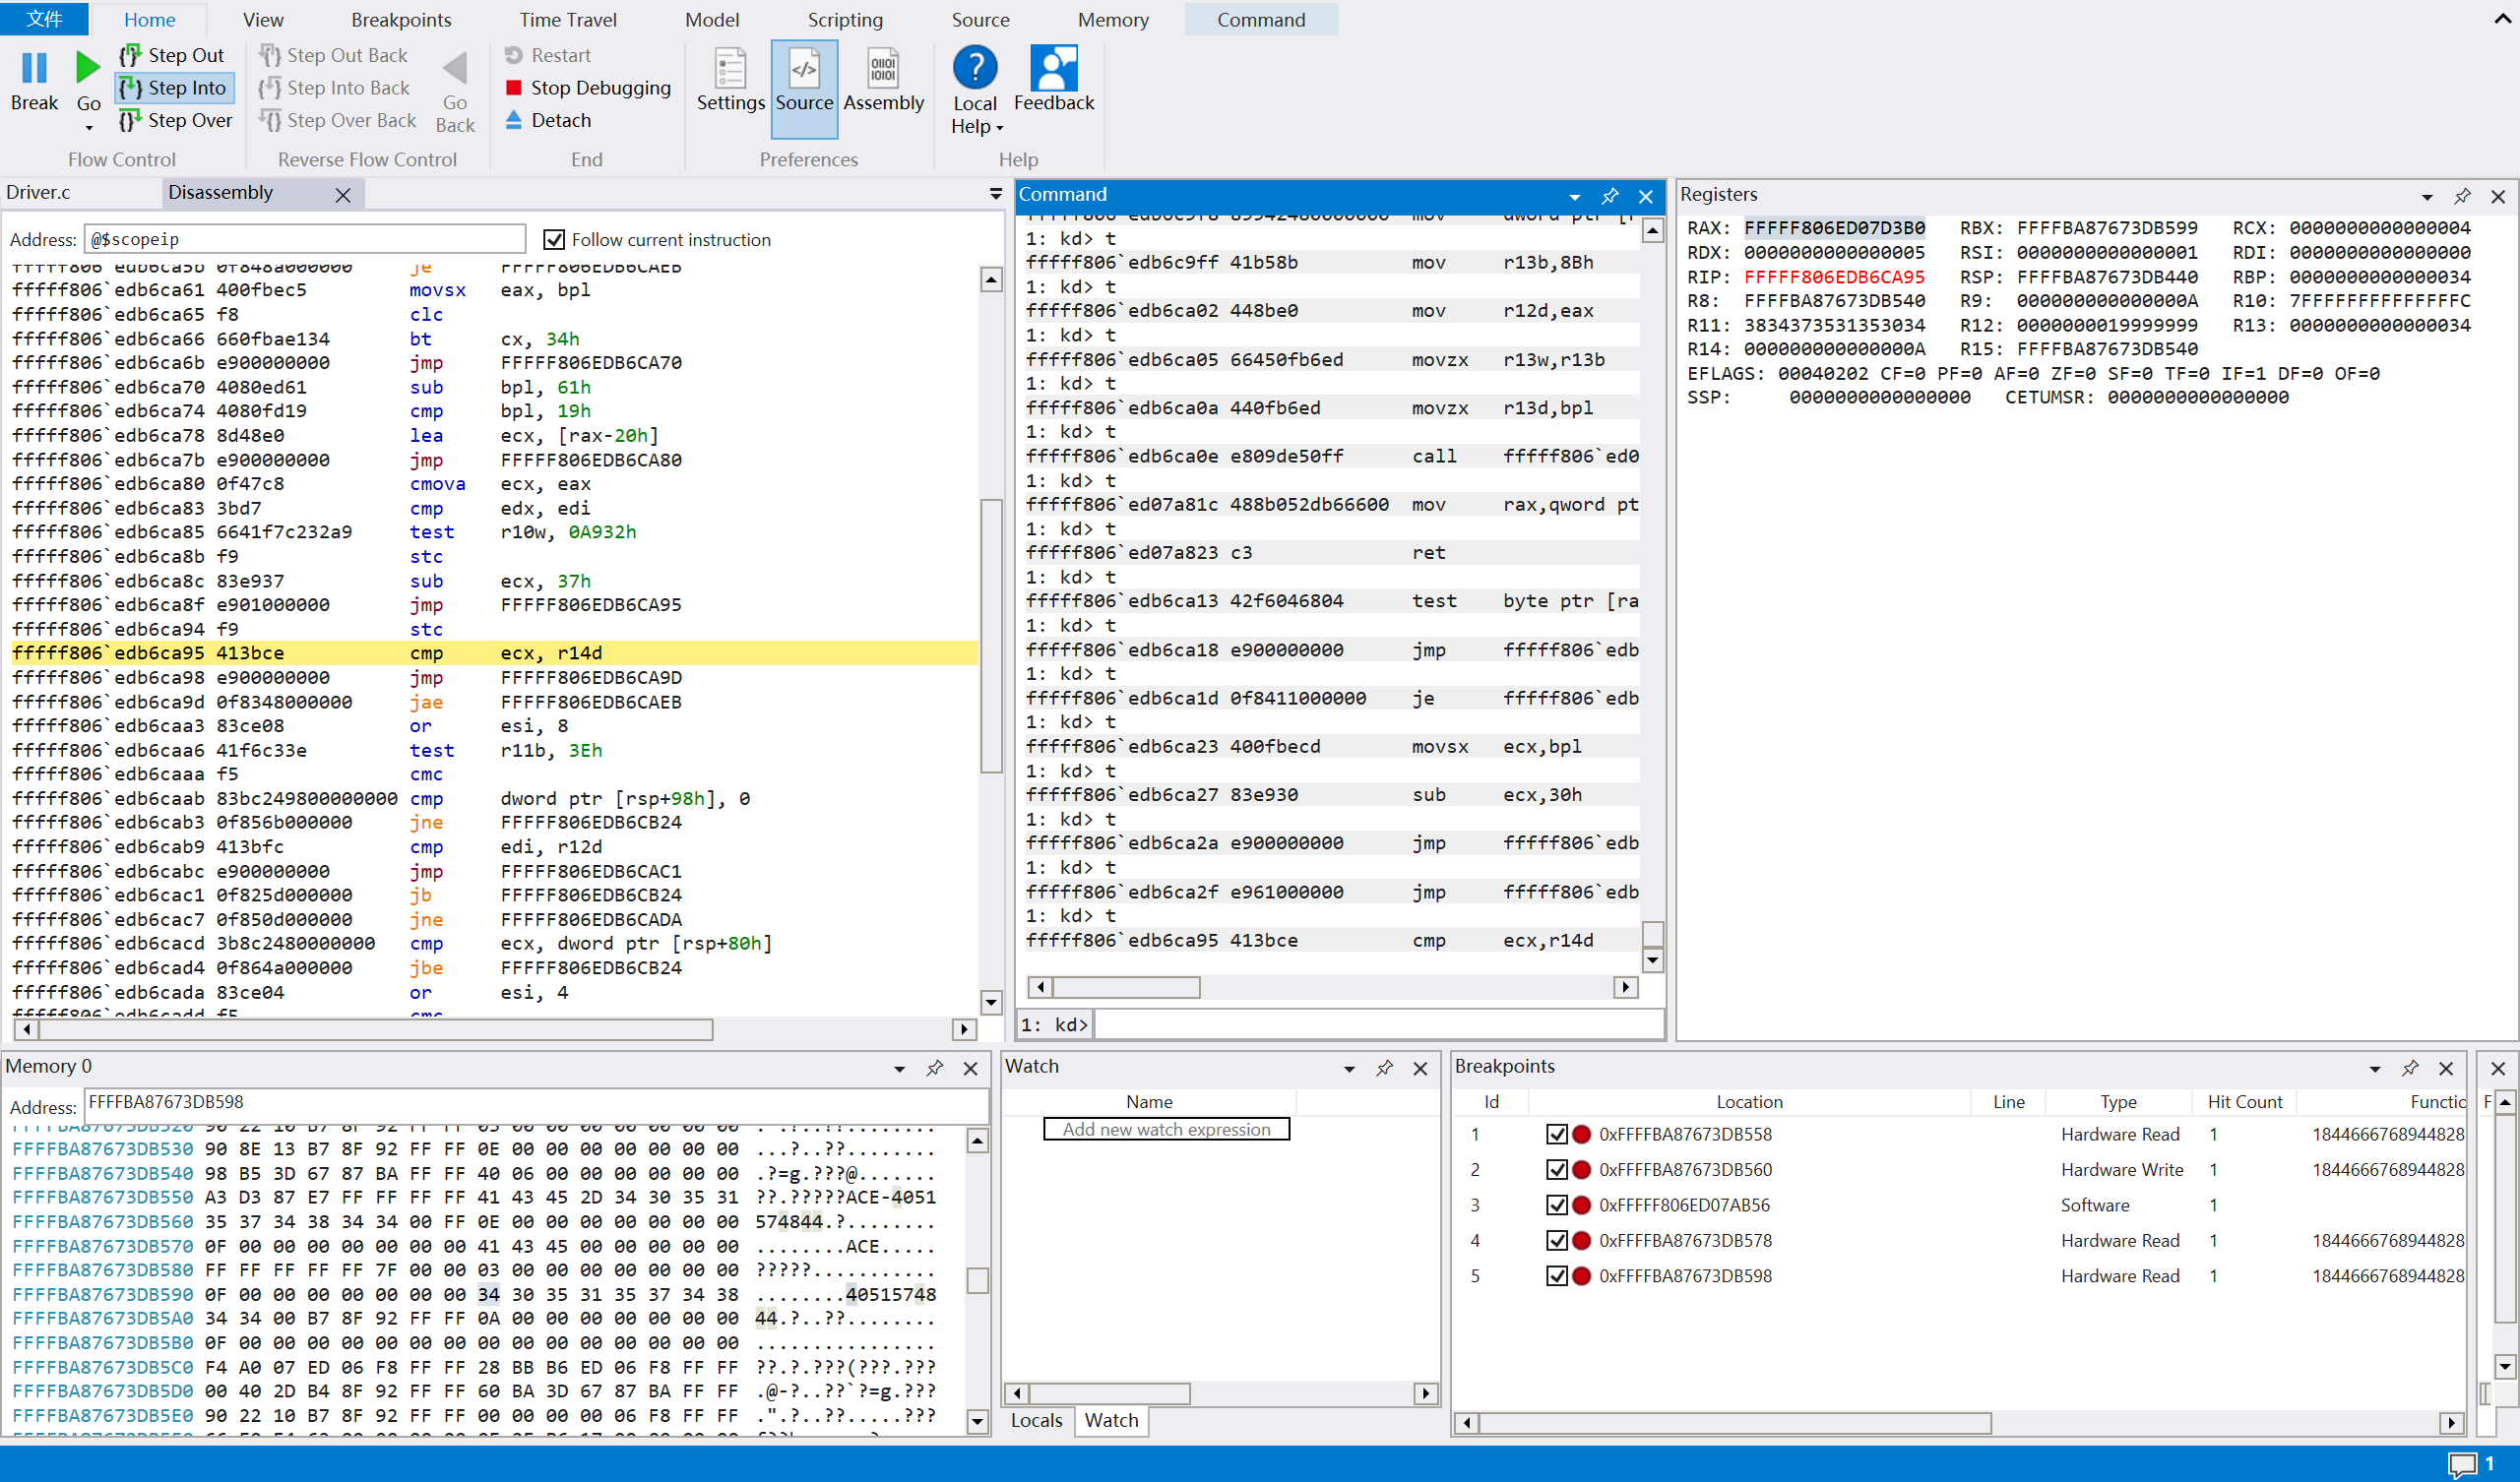 文件 Home View Breakpoints Time Travel Model Scripting Source Memory Command
Break Go Step Out Step Into Step Over
Flow Control
Step Out Back Step Into Back Step Over Back Go Back
Reverse Flow Control
Restart Stop Debugging Detach
End
Settings Source Assembly
Preferences
Local Help Feedback
Help
Driver.c Disassembly
Address: @$scopeip Follow current instruction
fffff806`edb6ca5b 0f848a000000 je FFFFF806EDB6CAEB
fffff806`edb6ca61 400fbec5 movsx eax, bpl
fffff806`edb6ca65 f8 clc
fffff806`edb6ca66 660fbae134 bt cx, 34h
fffff806`edb6ca6b e900000000 jmp FFFFF806EDB6CA70
fffff806`edb6ca70 4080ed61 sub bpl, 61h
fffff806`edb6ca74 4080fd19 cmp bpl, 19h
fffff806`edb6ca78 8d48e0 lea ecx, [rax-20h]
fffff806`edb6ca7b e900000000 jmp FFFFF806EDB6CA80
fffff806`edb6ca80 0f47c8 cmova ecx, eax
fffff806`edb6ca83 3bd7 cmp edx, edi
fffff806`edb6ca85 6641f7c232a9 test r10w, 0A932h
fffff806`edb6ca8b f9 stc
fffff806`edb6ca8c 83e937 sub ecx, 37h
fffff806`edb6ca8f e901000000 jmp FFFFF806EDB6CA95
fffff806`edb6ca94 f9 stc
fffff806`edb6ca95 413bce cmp ecx, r14d
fffff806`edb6ca98 e900000000 jmp FFFFF806EDB6CA9D
fffff806`edb6ca9d 0f8348000000 jae FFFFF806EDB6CAEB
fffff806`edb6caa3 83ce08 or esi, 8
fffff806`edb6caa6 41f6c33e test r11b, 3Eh
fffff806`edb6caaa f5 cmc
fffff806`edb6caab 83bc249800000000 cmp dword ptr [rsp+98h], 0
fffff806`edb6cab3 0f856b000000 jne FFFFF806EDB6CB24
fffff806`edb6cab9 413bfc cmp edi, r12d
fffff806`edb6cabc e900000000 jmp FFFFF806EDB6CAC1
fffff806`edb6cac1 0f825d000000 jb FFFFF806EDB6CB24
fffff806`edb6cac7 0f850d000000 jne FFFFF806EDB6CADA
fffff806`edb6cacd 3b8c2480000000 cmp ecx, dword ptr [rsp+80h]
fffff806`edb6cad4 0f864a000000 jbe FFFFF806EDB6CB24
fffff806`edb6cada 83ce04 or esi, 4
fffff806`edb6cadd f5 cmc
Command
fffff806`edb6c9f8 89942480000000 mov dword ptr [r
1: kd> t
fffff806`edb6c9ff 41b58b mov r13b,8Bh
1: kd> t
fffff806`edb6ca02 448be0 mov r12d,eax
1: kd> t
fffff806`edb6ca05 66450fb6ed movzx r13w,r13b
1: kd> t
fffff806`edb6ca0a 440fb6ed movzx r13d,bpl
1: kd> t
fffff806`edb6ca0e e809de50ff call fffff806`ed0
1: kd> t
fffff806`ed07a81c 488b052db66600 mov rax,qword pt
1: kd> t
fffff806`ed07a823 c3 ret
1: kd> t
fffff806`edb6ca13 42f6046804 test byte ptr [ra
1: kd> t
fffff806`edb6ca18 e900000000 jmp fffff806`edb
1: kd> t
fffff806`edb6ca1d 0f8411000000 je fffff806`edb
1: kd> t
fffff806`edb6ca23 400fbecd movsx ecx,bpl
1: kd> t
fffff806`edb6ca27 83e930 sub ecx,30h
1: kd> t
fffff806`edb6ca2a e900000000 jmp fffff806`edb
1: kd> t
fffff806`edb6ca2f e961000000 jmp fffff806`edb
1: kd> t
fffff806`edb6ca95 413bce cmp ecx,r14d
1: kd>
Registers
RAX: FFFFF806ED07D3B0 RBX: FFFFBA87673DB599 RCX: 0000000000000004
RDX: 0000000000000005 RSI: 0000000000000001 RDI: 0000000000000000
RIP: FFFFF806EDB6CA95 RSP: FFFFBA87673DB440 RBP: 0000000000000034
R8: FFFFBA87673DB540 R9: 000000000000000A R10: 7FFFFFFFFFFFFFFC
R11: 3834373531353034 R12: 0000000019999999 R13: 0000000000000034
R14: 000000000000000A R15: FFFFBA87673DB540
EFLAGS: 00040202 CF=0 PF=0 AF=0 ZF=0 SF=0 TF=0 IF=1 DF=0 OF=0
SSP: 0000000000000000 CETUMSR: 0000000000000000
Memory 0
Address: FFFFBA87673DB598
FFFFBA87673DB520 90 22 10 B7 8F 92 FF FF 03 00 00 00 00 00 00 00
FFFFBA87673DB530 90 8E 13 B7 8F 92 FF FF 0E 00 00 00 00 00 00 00 ...?..??........
FFFFBA87673DB540 98 B5 3D 67 87 BA FF FF 40 06 00 00 00 00 00 00 .?=g.???@.......
FFFFBA87673DB550 A3 D3 87 E7 FF FF FF FF 41 43 45 2D 34 30 35 31 ??.?????ACE-4051
FFFFBA87673DB560 35 37 34 38 34 34 00 FF 0E 00 00 00 00 00 00 00 574844.?........
FFFFBA87673DB570 0F 00 00 00 00 00 00 00 41 43 45 00 00 00 00 00 ........ACE.....
FFFFBA87673DB580 FF FF FF FF FF 7F 00 00 03 00 00 00 00 00 00 00 ?????...........
FFFFBA87673DB590 0F 00 00 00 00 00 00 00 34 30 35 31 35 37 34 38 ........40515748
FFFFBA87673DB5A0 34 34 00 B7 8F 92 FF FF 0A 00 00 00 00 00 00 00 44.?..??........
FFFFBA87673DB5B0 0F 00 00 00 00 00 00 00 00 00 00 00 00 00 00 00 ................
FFFFBA87673DB5C0 F4 A0 07 ED 06 F8 FF FF 28 BB B6 ED 06 F8 FF FF ??.?.???(???.???
FFFFBA87673DB5D0 00 40 2D B4 8F 92 FF FF 60 BA 3D 67 87 BA FF FF .@-?..??`?=g.???
FFFFBA87673DB5E0 90 22 10 B7 8F 92 FF FF 00 00 00 00 06 F8 FF FF .".?..??.....???
Watch
Name
Add new watch expression
Locals Watch
Breakpoints
Id Location Line Type Hit Count Functio F
1 0xFFFFBA87673DB558 Hardware Read 1 1844666768944828
2 0xFFFFBA87673DB560 Hardware Write 1 1844666768944828
3 0xFFFFF806ED07AB56 Software 1
4 0xFFFFBA87673DB578 Hardware Read 1 1844666768944828
5 0xFFFFBA87673DB598 Hardware Read 1 1844666768944828
1